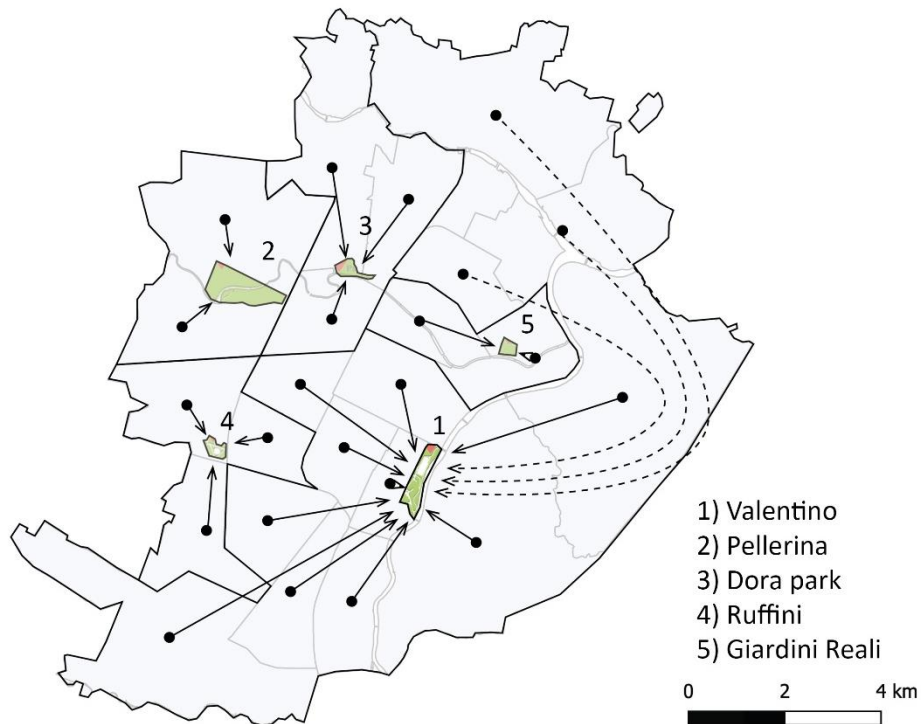 2
3
5
4
1
1) Valentino
2) Pellerina
3) Dora park
4) Ruffini
5) Giardini Reali
0 2 4 km